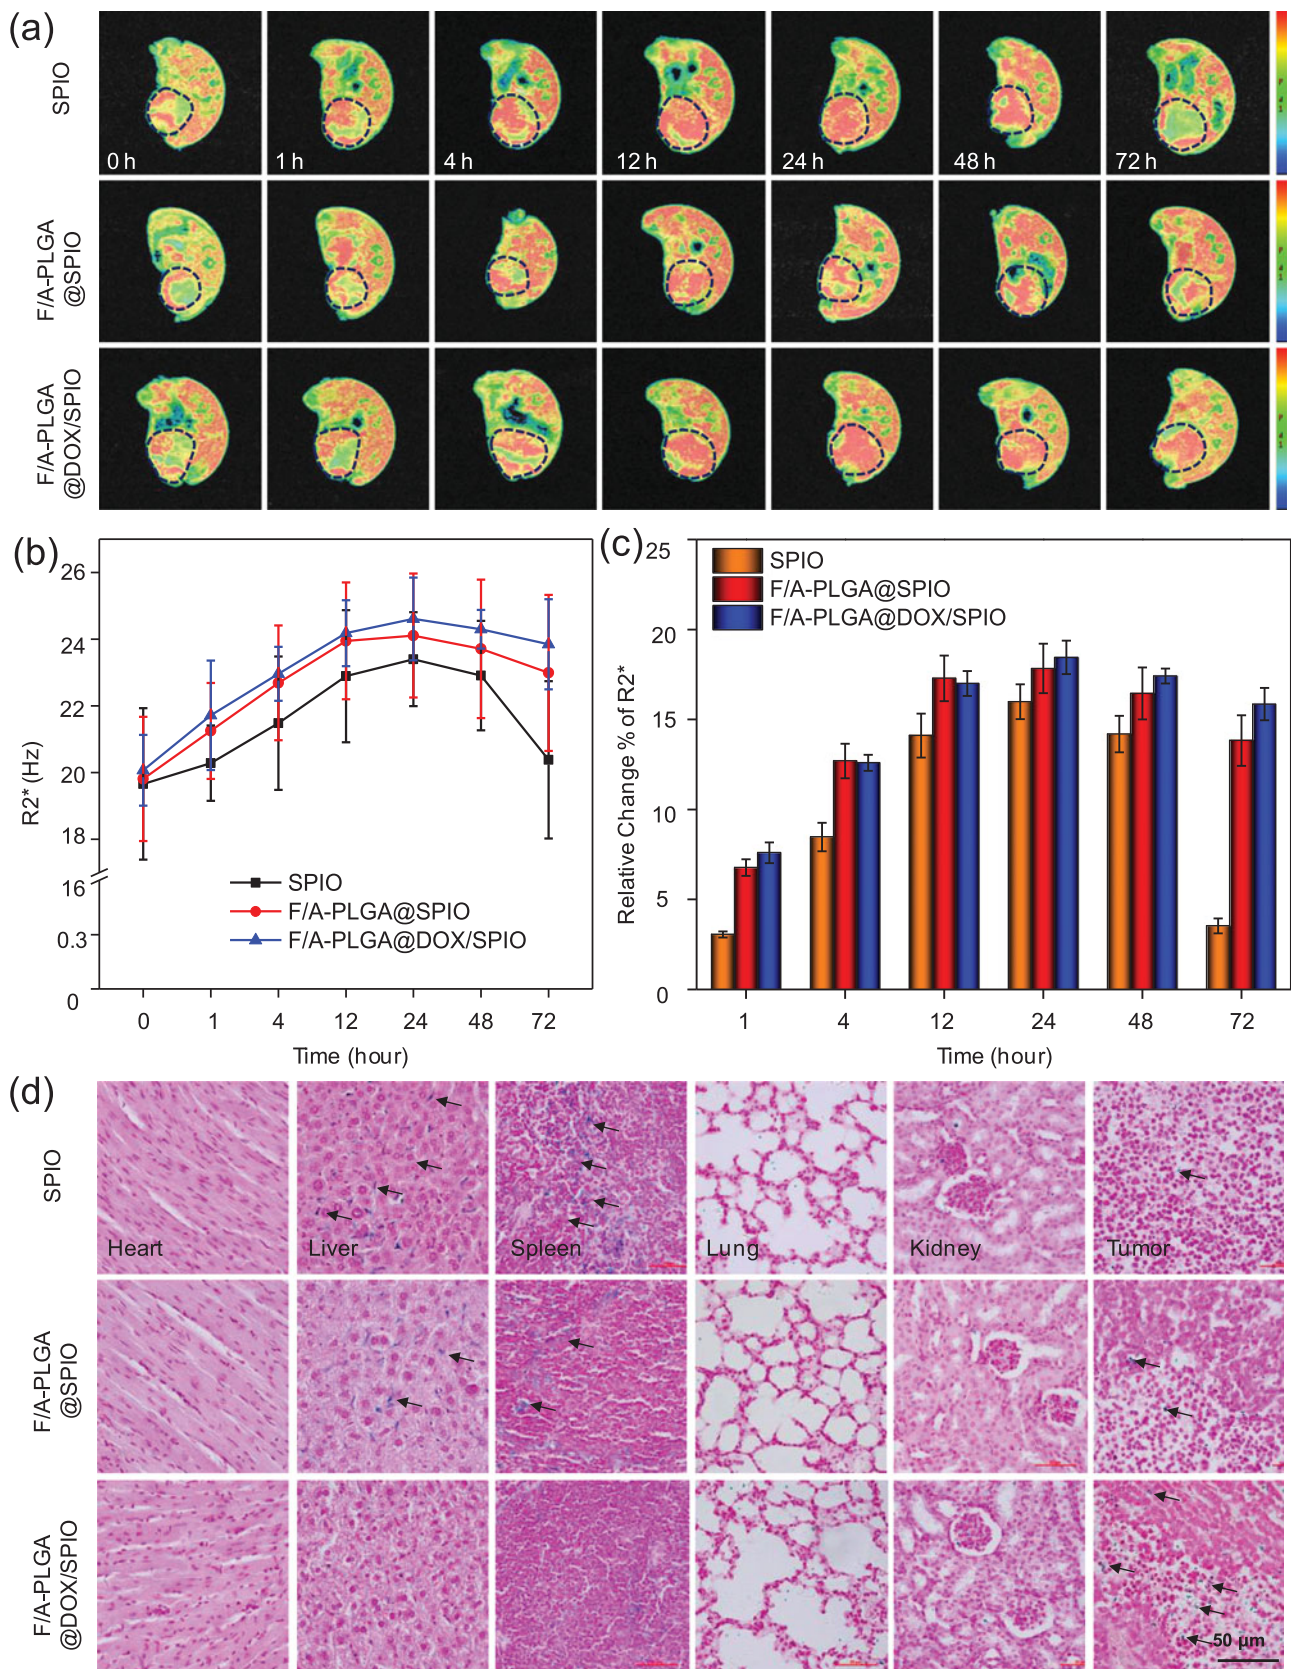 (a)
SPIO
0 h
1 h
4 h
12 h
24 h
48 h
72 h
F/A-PLGA
@SPIO
F/A-PLGA
@DOX/SPIO
(b)
R2* (Hz)
26
24
22
20
18
16
0.3
0
SPIO
F/A-PLGA@SPIO
F/A-PLGA@DOX/SPIO
0 1 4 12 24 48 72
Time (hour)
(c)
Relative Change % of R2*
25
20
15
10
5
0
SPIO
F/A-PLGA@SPIO
F/A-PLGA@DOX/SPIO
1 4 12 24 48 72
Time (hour)
(d)
SPIO
Heart
Liver
Spleen
Lung
Kidney
Tumor
F/A-PLGA
@SPIO
F/A-PLGA
@DOX/SPIO
50 µm